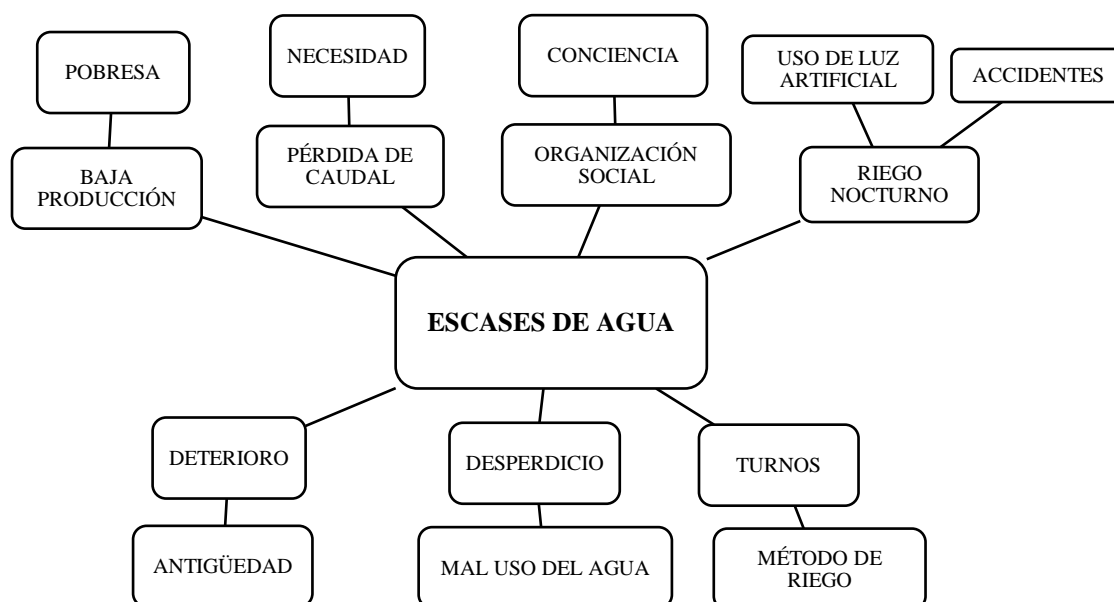 POBRESA
NECESIDAD
CONCIENCIA
USO DE LUZ
ARTIFICIAL
ACCIDENTES
BAJA
PRODUCCIÓN
PÉRDIDA DE
CAUDAL
ORGANIZACIÓN
SOCIAL
RIEGO
NOCTURNO
ESCASES DE AGUA
DETERIORO
DESPERDICIO
TURNOS
ANTIGÜEDAD
MAL USO DEL AGUA
MÉTODO DE
RIEGO